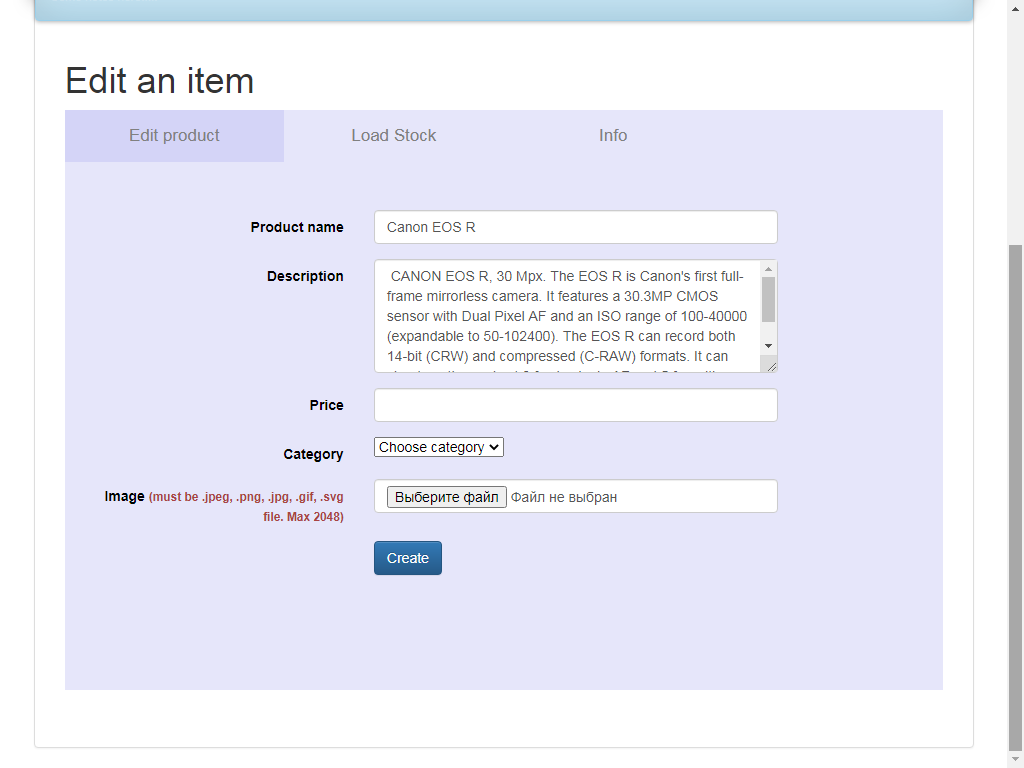 Edit an item
Edit product
Load Stock
Info
Product name
Canon EOS R
Description
CANON EOS R, 30 Mpx. The EOS R is Canon's first full-
frame mirrorless camera. It features a 30.3MP CMOS
sensor with Dual Pixel AF and an ISO range of 100-40000
(expandable to 50-102400). The EOS R can record both
14-bit (CRW) and compressed (C-RAW) formats. It can
Price
Category
Choose category
Image (must be .jpeg, .png, .jpg, .gif, .svg
file. Max 2048)
Выберите файл Файл не выбран
Create